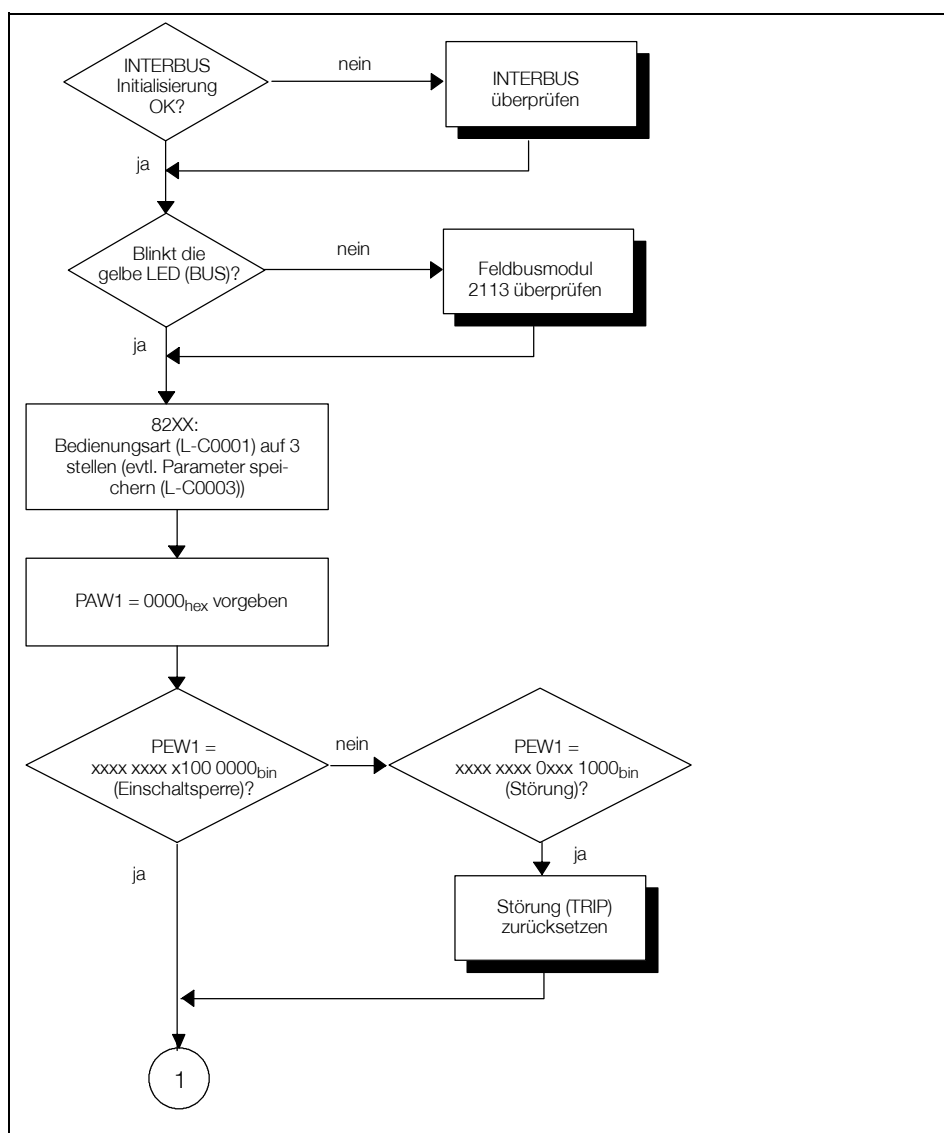 INTERBUS
Initialisierung
OK?
nein
INTERBUS
überprüfen
ja
Blinkt die
gelbe LED (BUS)?
nein
Feldbusmodul
2113 überprüfen
ja
82XX:
Bedienungsart (L-C0001) auf 3
stellen (evtl. Parameter spei-
chern (L-C0003))
PAW1 = 0000hex vorgeben
PEW1 =
xxxx xxxx x100 0000bin
(Einschaltsperre)?
nein
PEW1 =
xxxx xxxx 0xxx 1000bin
(Störung)?
ja
ja
Störung (TRIP)
zurücksetzen
1